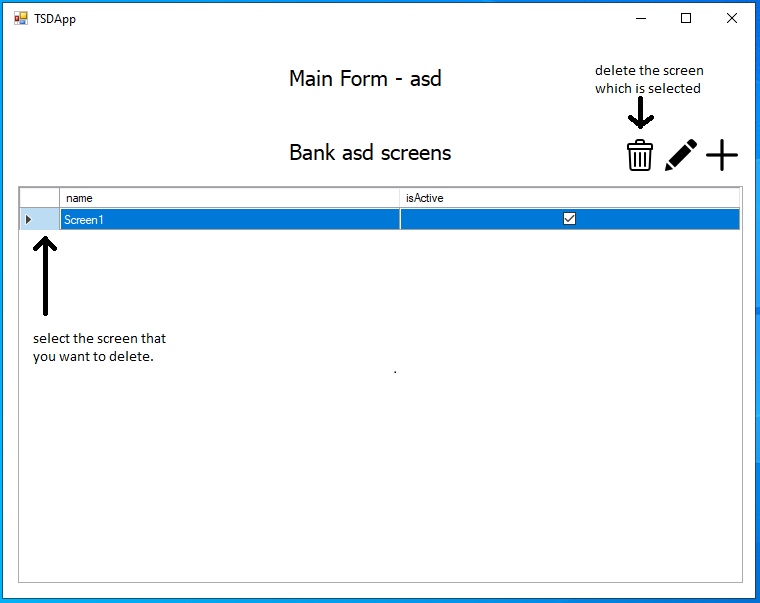 TSDApp
Main Form - asd
delete the screen
which is selected
Bank asd screens
name isActive
Screen1
select the screen that
you want to delete.
.